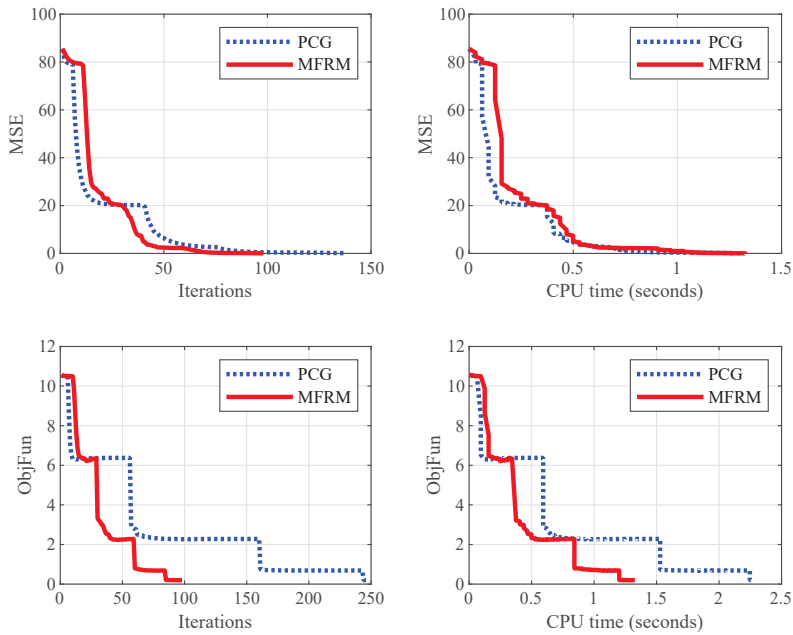 100
80
60
40
20
0
MSE
0 50 100 150
Iterations
PCG
MFRM
100
80
60
40
20
0
MSE
0 0.5 1 1.5
CPU time (seconds)
PCG
MFRM
12
10
8
6
4
2
0
ObjFun
0 50 100 150 200 250
Iterations
PCG
MFRM
12
10
8
6
4
2
0
ObjFun
0 0.5 1 1.5 2 2.5
CPU time (seconds)
PCG
MFRM